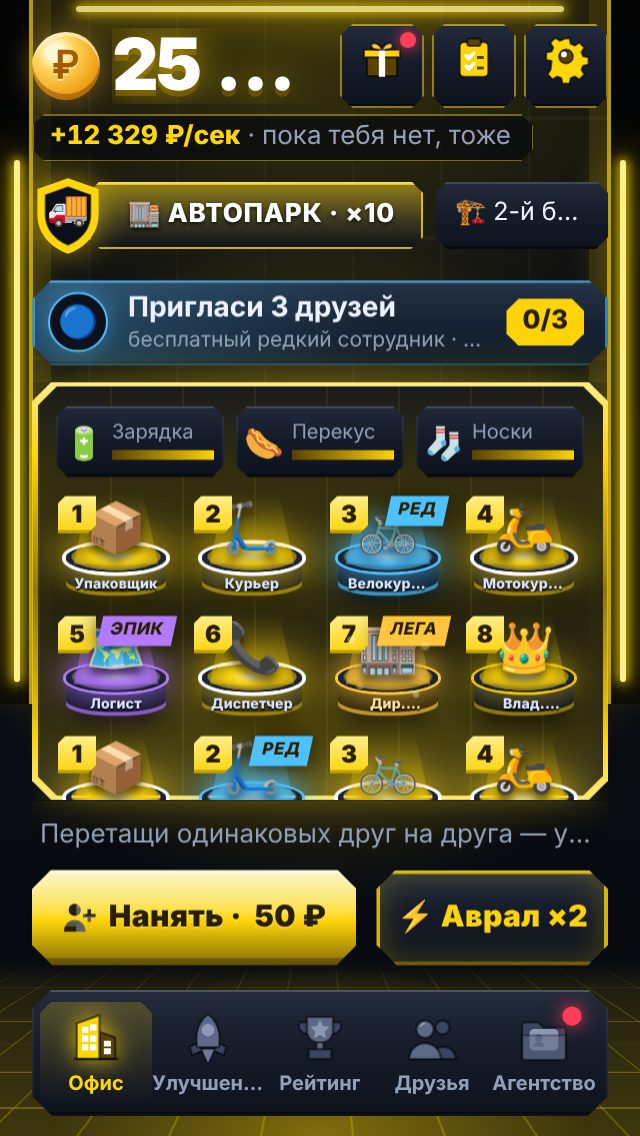 ₽ 25 ...
+12 329 ₽/сек · пока тебя нет, тоже
АВТОПАРК · ×10
2-й б...
Пригласи 3 друзей
бесплатный редкий сотрудник · ...
0/3
Зарядка Перекус Носки
1 2 3 РЕД 4
Упаковщик Курьер Велокур... Мотокур...
5 ЭПИК 6 7 ЛЕГА 8
Логист Диспетчер Дир.... Влад....
1 2 РЕД 3 4
Перетащи одинаковых друг на друга — у...
Нанять · 50 ₽
Аврал ×2
Офис Улучшен... Рейтинг Друзья Агентство